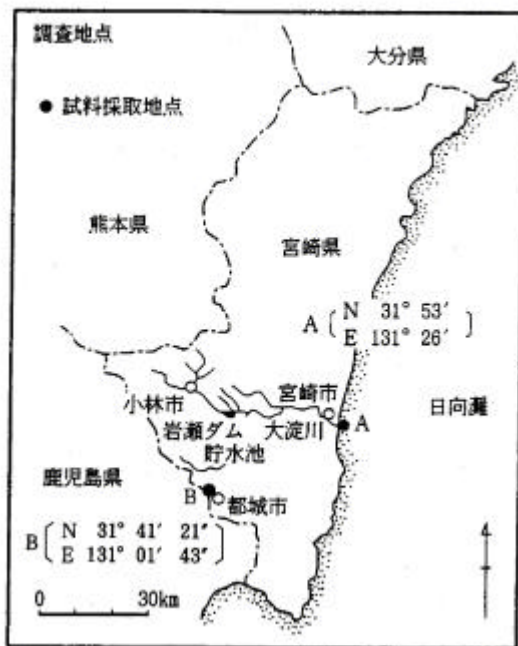 調査地点
● 試料採取地点
大分県
熊本県
宮崎県
A
N 31° 53′
E 131° 26′
小林市
宮崎市
岩瀬ダム
貯水池
大淀川
A
日向灘
鹿児島県
B
都城市
B
N 31° 41′ 21″
E 131° 01′ 43″
0 30km
4